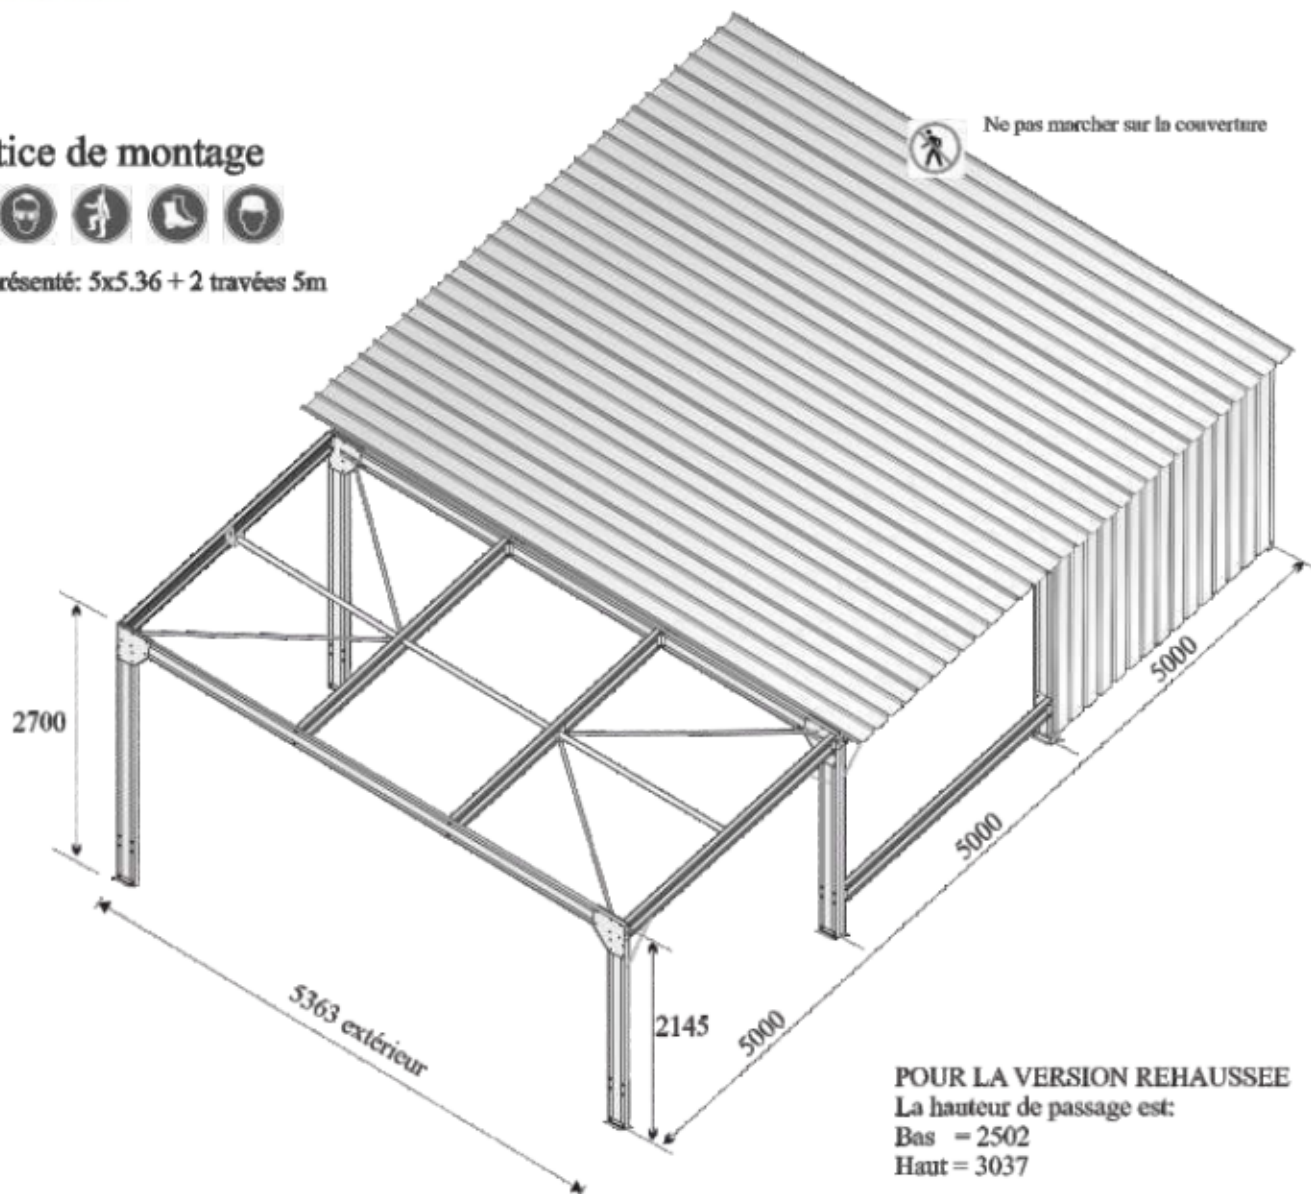 tice de montage
Ne pas marcher sur la couverture
résenté: 5x5.36 + 2 travées 5m
2700
5363 extérieur
2145
5000
5000
5000
POUR LA VERSION REHAUSSEE
La hauteur de passage est:
Bas = 2502
Haut = 3037